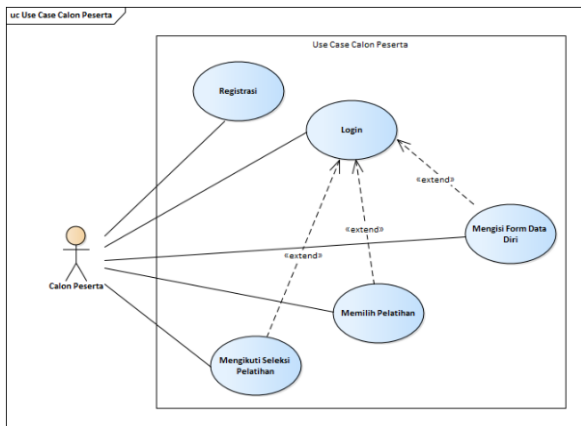 uc Use Case Calon Peserta
Use Case Calon Peserta
Registrasi
Login
«extend»
Mengisi Form Data
Diri
«extend»
«extend»
Calon Peserta
Memilih Pelatihan
Mengikuti Seleksi
Pelatihan